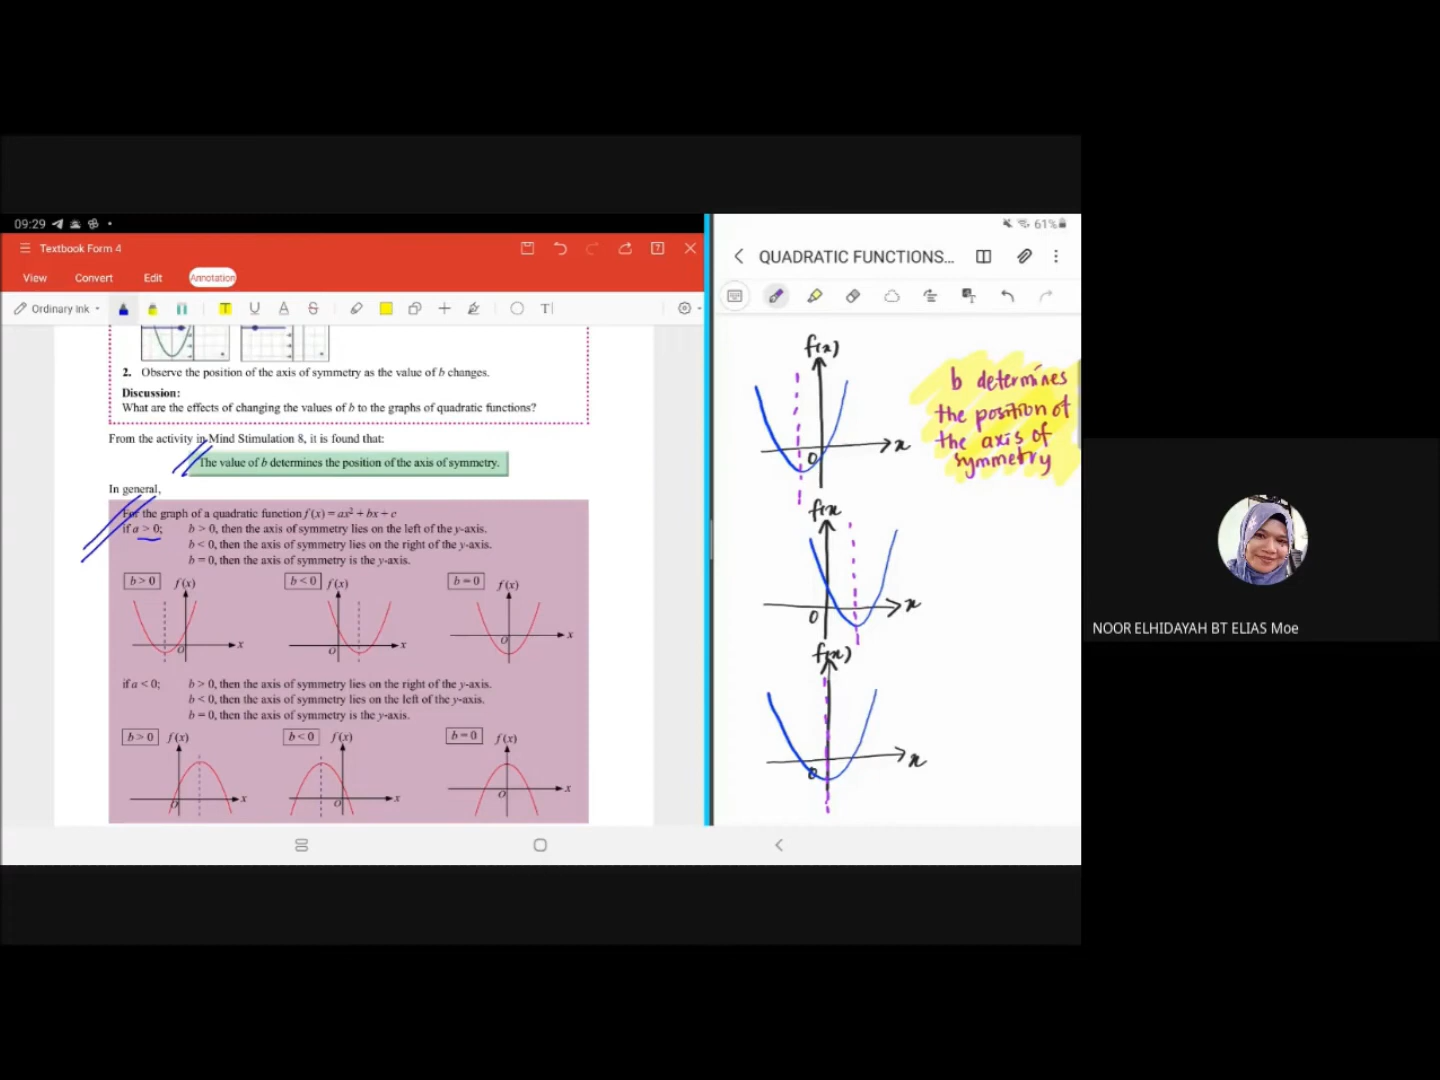 09:29
61%
Textbook Form 4
View Convert Edit Annotation
Ordinary Ink
2. Observe the position of the axis of symmetry as the value of b changes.
Discussion:
What are the effects of changing the values of b to the graphs of quadratic functions?
From the activity in Mind Stimulation 8, it is found that:
The value of b determines the position of the axis of symmetry.
In general,
For the graph of a quadratic function f(x) = ax² + bx + c
if a > 0; b > 0, then the axis of symmetry lies on the left of the y-axis.
b < 0, then the axis of symmetry lies on the right of the y-axis.
b = 0, then the axis of symmetry is the y-axis.
b > 0 f(x) b < 0 f(x) b = 0 f(x)
O x O x O x
if a < 0; b > 0, then the axis of symmetry lies on the right of the y-axis.
b < 0, then the axis of symmetry lies on the left of the y-axis.
b = 0, then the axis of symmetry is the y-axis.
b > 0 f(x) b < 0 f(x) b = 0 f(x)
O x O x O x
QUADRATIC FUNCTIONS...
f(x)
x
0
b determines
the position of
the axis of
symmetry
f(x
x
0
f(x)
x
0
NOOR ELHIDAYAH BT ELIAS Moe